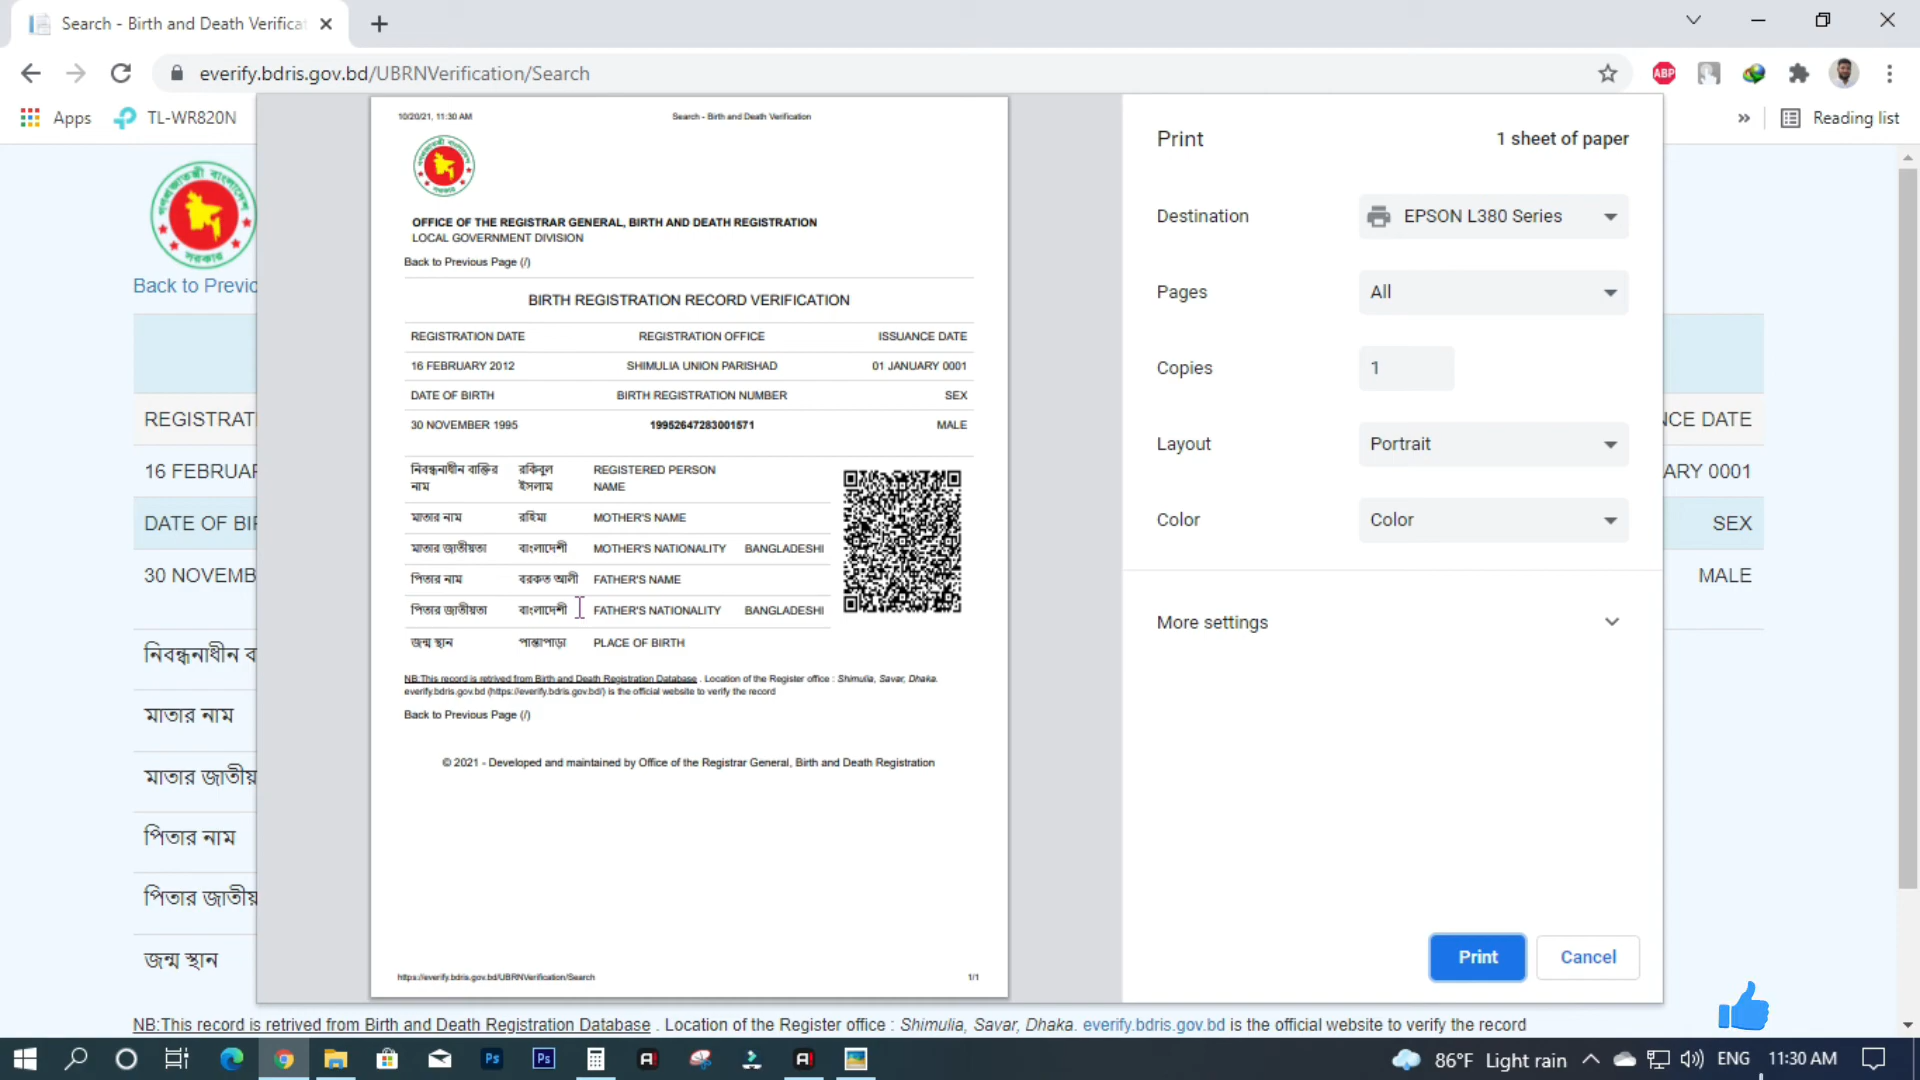 Search - Birth and Death Verificat
everify.bdris.gov.bd/UBRNVerification/Search
ABP
Apps
TL-WR820N
»
Reading list
Back to Previo
REGISTRATI
16 FEBRUAR
DATE OF BIF
30 NOVEMB
নিবন্ধনাধীন ব
মাতার নাম
মাতার জাতীয়
পিতার নাম
পিতার জাতীয়
জন্ম স্থান
10/20/21, 11:30 AM
Search - Birth and Death Verification
OFFICE OF THE REGISTRAR GENERAL, BIRTH AND DEATH REGISTRATION
LOCAL GOVERNMENT DIVISION
Back to Previous Page (/)
BIRTH REGISTRATION RECORD VERIFICATION
REGISTRATION DATE REGISTRATION OFFICE ISSUANCE DATE
16 FEBRUARY 2012 SHIMULIA UNION PARISHAD 01 JANUARY 0001
DATE OF BIRTH BIRTH REGISTRATION NUMBER SEX
30 NOVEMBER 1995 19952647283001571 MALE
নিবন্ধনাধীন ব্যক্তির রকিবুল REGISTERED PERSON
নাম ইসলাম NAME
মাতার নাম রহিমা MOTHER'S NAME
মাতার জাতীয়তা বাংলাদেশী MOTHER'S NATIONALITY BANGLADESHI
পিতার নাম বরকত আলী FATHER'S NAME
পিতার জাতীয়তা বাংলাদেশী FATHER'S NATIONALITY BANGLADESHI
জন্ম স্থান পান্তাপাড়া PLACE OF BIRTH
NB:This record is retrived from Birth and Death Registration Database . Location of the Register office : Shimulia, Savar, Dhaka.
everify.bdris.gov.bd (https://everify.bdris.gov.bd/) is the official website to verify the record
Back to Previous Page (/)
© 2021 - Developed and maintained by Office of the Registrar General, Birth and Death Registration
https://everify.bdris.gov.bd/UBRNVerification/Search 1/1
Print 1 sheet of paper
Destination EPSON L380 Series
Pages All
Copies 1
Layout Portrait
Color Color
More settings
Print Cancel
NCE DATE
ARY 0001
SEX
MALE
NB:This record is retrived from Birth and Death Registration Database . Location of the Register office : Shimulia, Savar, Dhaka. everify.bdris.gov.bd is the official website to verify the record
Ps
Ps
A!
A!
86°F Light rain
ENG
11:30 AM